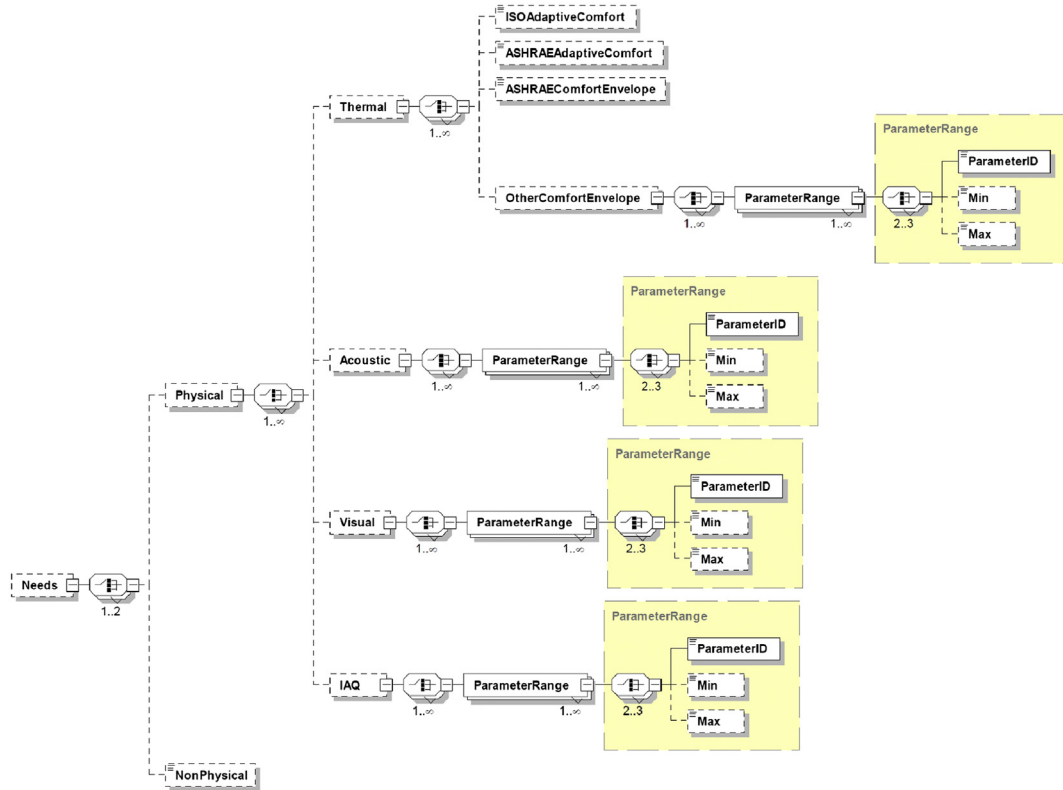 ISOAdaptiveComfort
ASHRAEAdaptiveComfort
ASHRAEComfortEnvelope
Thermal
1..∞
ParameterRange
ParameterID
OtherComfortEnvelope
ParameterRange
Min
1..∞
1..∞
2..3
Max
ParameterRange
ParameterID
Acoustic
ParameterRange
Min
1..∞
1..∞
2..3
Max
Physical
1..∞
ParameterRange
ParameterID
Visual
ParameterRange
Min
1..∞
1..∞
2..3
Max
Needs
1..2
ParameterRange
ParameterID
IAQ
ParameterRange
Min
1..∞
1..∞
2..3
Max
NonPhysical